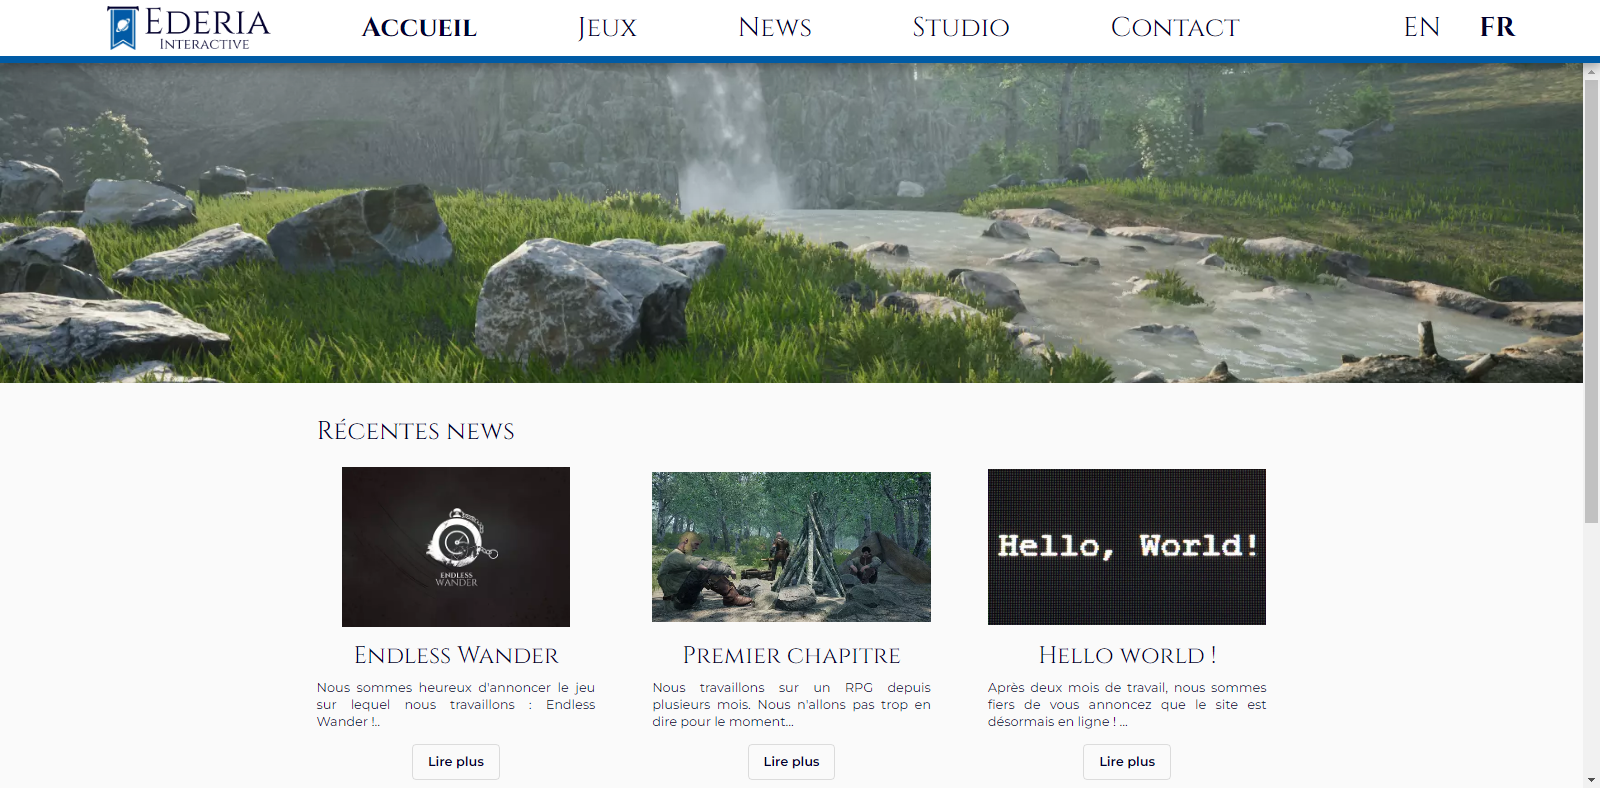 EDERIA
INTERACTIVE
ACCUEIL
JEUX
NEWS
STUDIO
CONTACT
EN
FR
RÉCENTES NEWS
ENDLESS
WANDER
Hello, World!
ENDLESS WANDER
Nous sommes heureux d'annoncer le jeu
sur lequel nous travaillons : Endless
Wander !..
Lire plus
PREMIER CHAPITRE
Nous travaillons sur un RPG depuis
plusieurs mois. Nous n'allons pas trop en
dire pour le moment...
Lire plus
HELLO WORLD !
Après deux mois de travail, nous sommes
fiers de vous annoncez que le site est
désormais en ligne ! ...
Lire plus